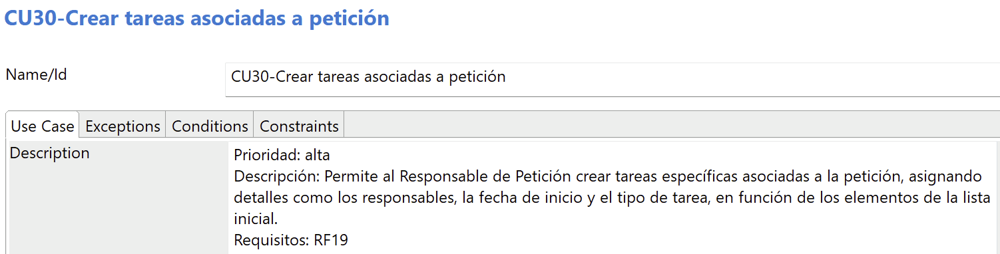 CU30-Crear tareas asociadas a petición
Name/Id
CU30-Crear tareas asociadas a petición
Use Case Exceptions Conditions Constraints
Description
Prioridad: alta
Descripción: Permite al Responsable de Petición crear tareas específicas asociadas a la petición, asignando
detalles como los responsables, la fecha de inicio y el tipo de tarea, en función de los elementos de la lista
inicial.
Requisitos: RF19